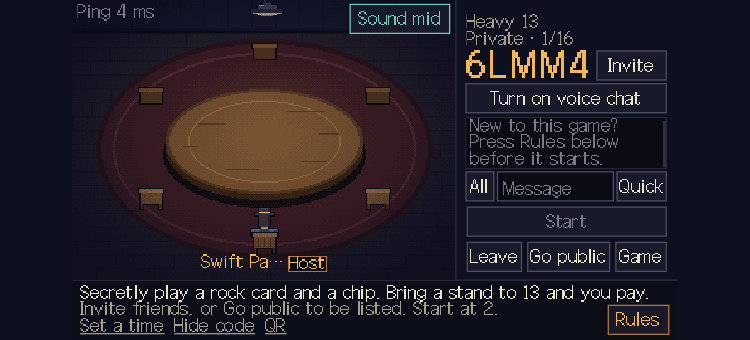 Ping 4 ms
Sound mid
Heavy 13
Private · 1/16
6LMM4
Invite
Turn on voice chat
New to this game?
Press Rules below
before it starts.
All
Message
Quick
Start
Swift Pa···
Host
Leave
Go public
Game
Secretly play a rock card and a chip. Bring a stand to 13 and you pay.
Invite friends, or Go public to be listed. Start at 2.
Set a time Hide code QR
Rules